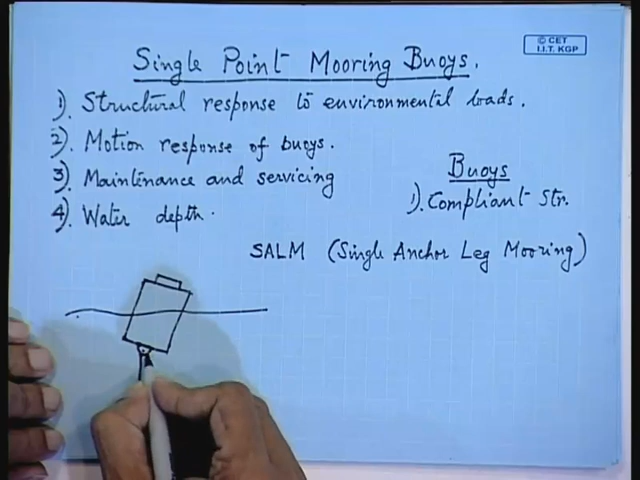 © CET
I.I.T. KGP
Single Point Mooring Buoys.
1). Structural response to environmental loads.
2). Motion response of buoys.
3). Maintenance and servicing
4). Water depth.
Buoys
1). Compliant Str.
SALM (Single Anchor Leg Mooring)